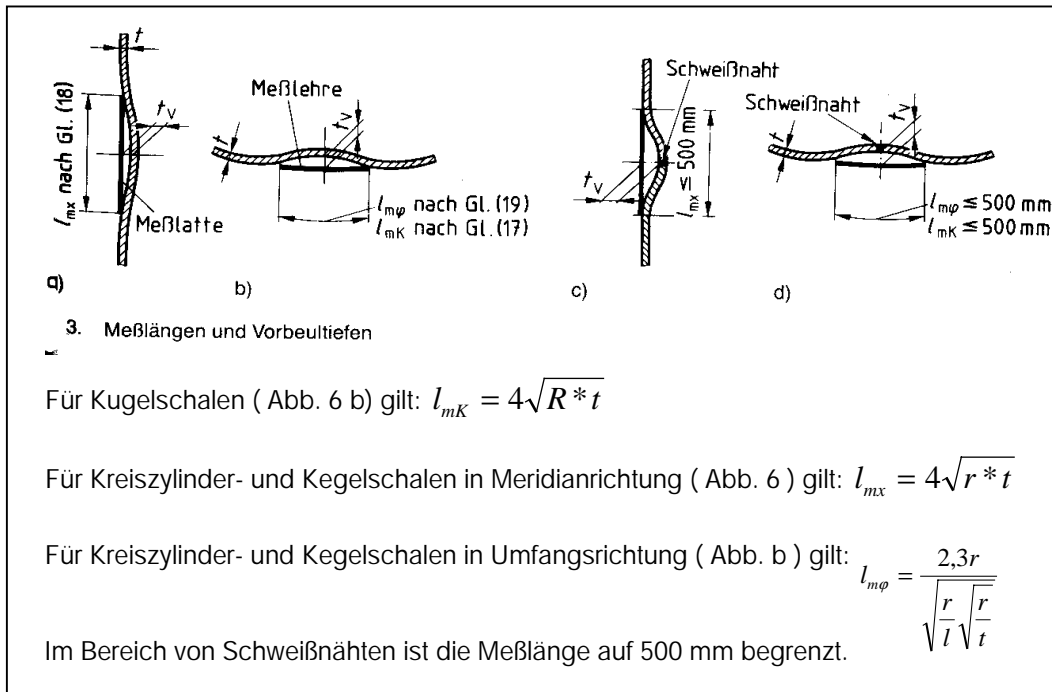 t
l_mx nach Gl. (18)
t_v
Meßlatte
a)
Meßlehre
t_v
t
l_mφ nach Gl. (19)
l_mK nach Gl. (17)
b)
Schweißnaht
t_v
l_mx ≦ 500 mm
c)
Schweißnaht
t_v
t
l_mφ ≦ 500 mm
l_mK ≦ 500 mm
d)
3. Meßlängen und Vorbeultiefen
Für Kugelschalen ( Abb. 6 b) gilt: l_mK = 4√(R * t)
Für Kreiszylinder- und Kegelschalen in Meridianrichtung ( Abb. 6 ) gilt: l_mx = 4√(r * t)
Für Kreiszylinder- und Kegelschalen in Umfangsrichtung ( Abb. b ) gilt: l_mφ = 2,3r / √(r/l √(r/t))
Im Bereich von Schweißnähten ist die Meßlänge auf 500 mm begrenzt.